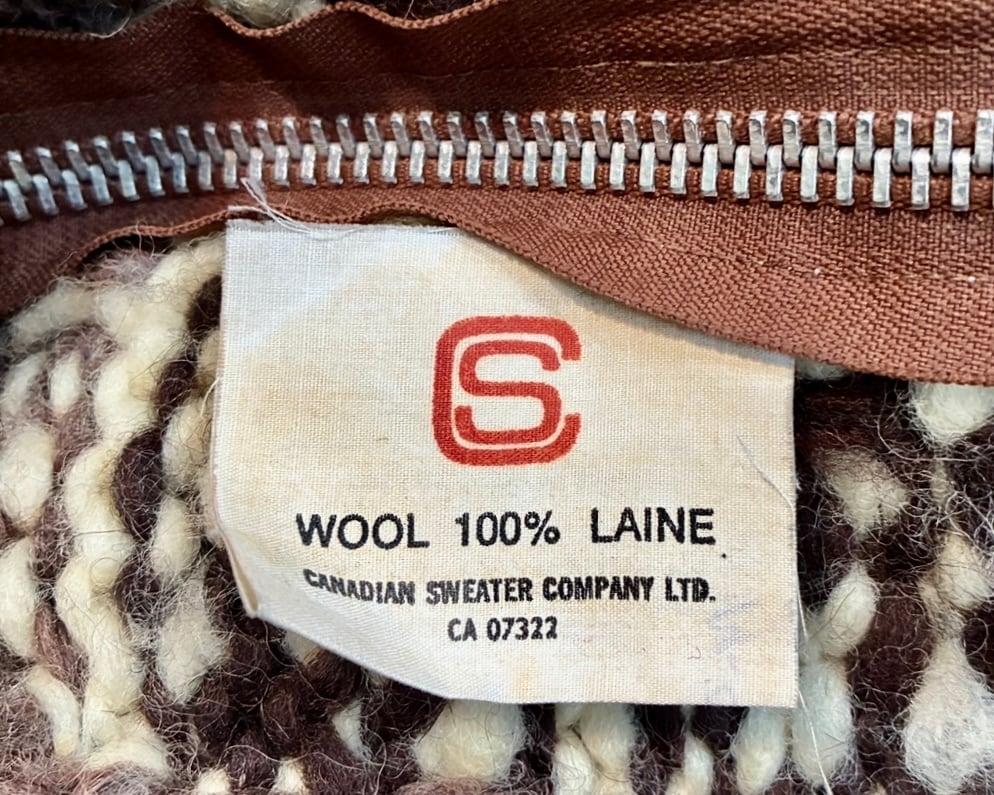 CS
WOOL 100% LAINE
CANADIAN SWEATER COMPANY LTD.
CA 07322